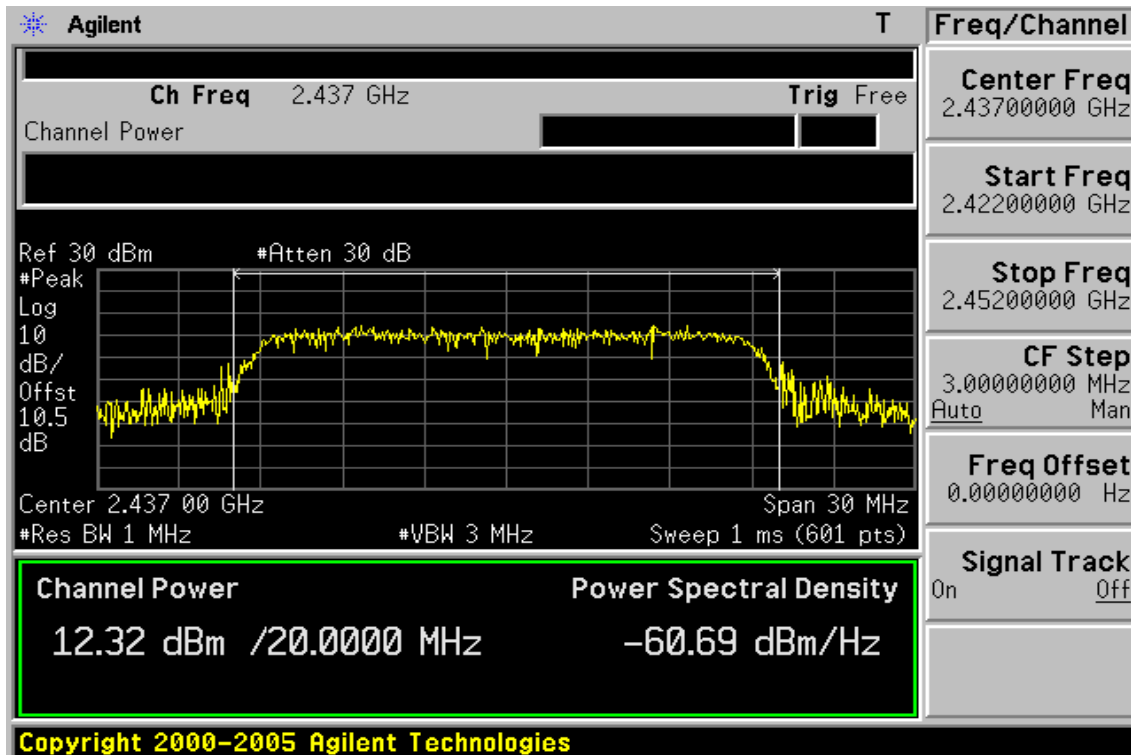 Agilent T
Ch Freq 2.437 GHz Trig Free
Channel Power
Ref 30 dBm #Atten 30 dB
#Peak
Log
10
dB/
Offst
10.5
dB
Center 2.437 00 GHz Span 30 MHz
#Res BW 1 MHz #VBW 3 MHz Sweep 1 ms (601 pts)
Channel Power Power Spectral Density
12.32 dBm /20.0000 MHz -60.69 dBm/Hz
Copyright 2000-2005 Agilent Technologies
Freq/Channel
Center Freq
2.43700000 GHz
Start Freq
2.42200000 GHz
Stop Freq
2.45200000 GHz
CF Step
3.00000000 MHz
Auto Man
Freq Offset
0.00000000 Hz
Signal Track
On Off